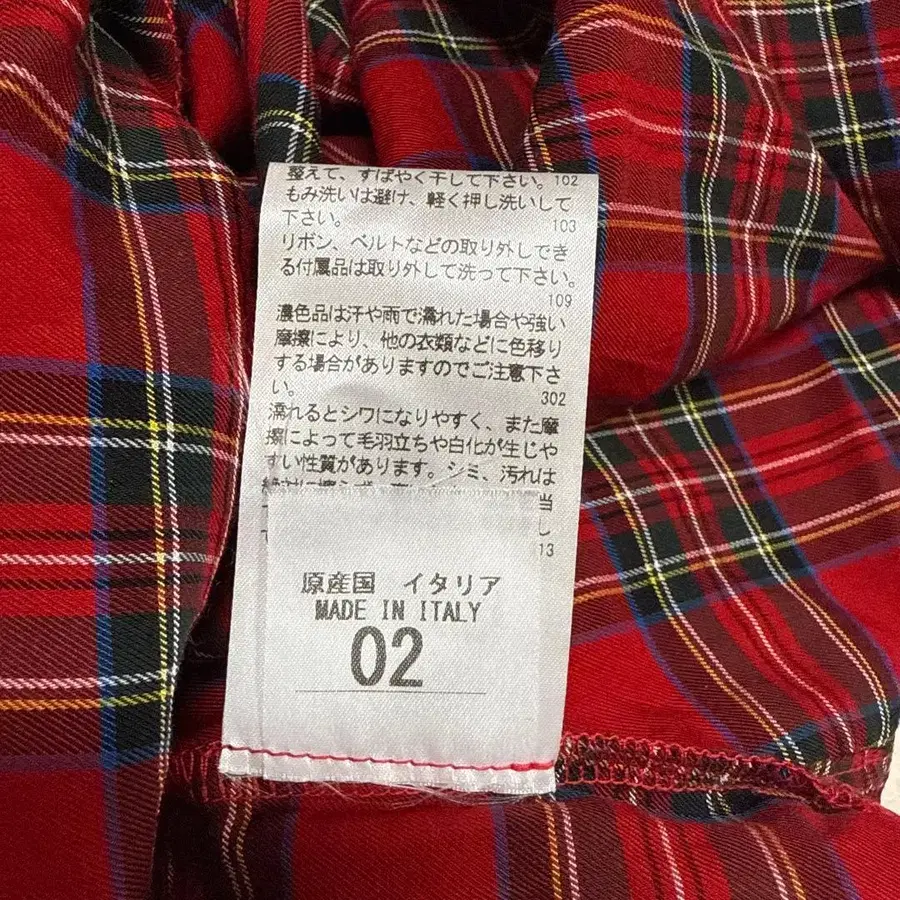 整えて、すばやく干して下さい。102
もみ洗いは避け、軽く押し洗いして
下さい。 103
リボン、ベルトなどの取り外しでき
る付属品は取り外して洗って下さい。
109
濃色品は汗や雨で濡れた場合や強い
摩擦により、他の衣類などに色移り
する場合がありますのでご注意下さ
い。 302
濡れるとシワになりやすく、また摩
擦によって毛羽立ちや白化が生じや
すい性質があります。シミ、汚れは
当
し
13
原産国 イタリア
MADE IN ITALY
02